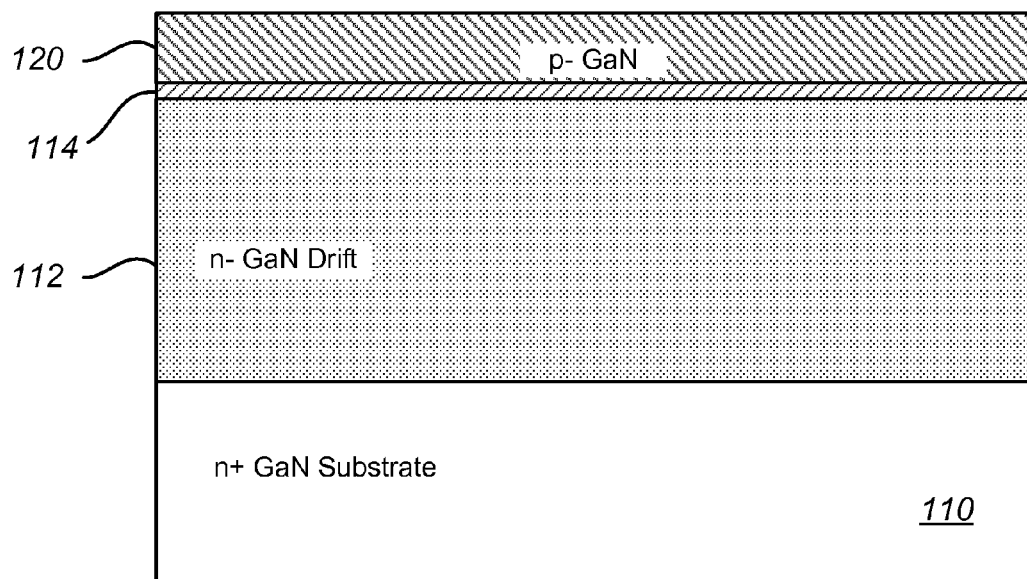 120
p- GaN
114
n- GaN Drift
112
n+ GaN Substrate
110